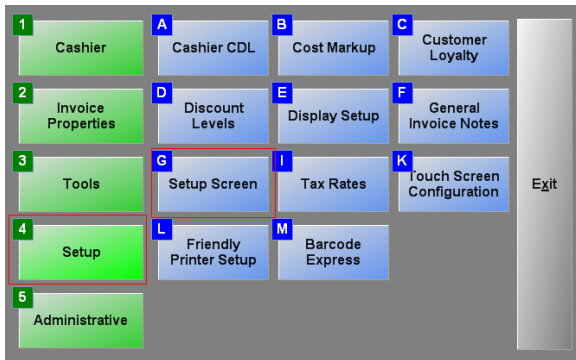 1
Cashier
A
Cashier CDL
B
Cost Markup
C
Customer
Loyalty
2
Invoice
Properties
D
Discount
Levels
E
Display Setup
F
General
Invoice Notes
3
Tools
G
Setup Screen
I
Tax Rates
K
Touch Screen
Configuration
Exit
4
Setup
L
Friendly
Printer Setup
M
Barcode
Express
5
Administrative